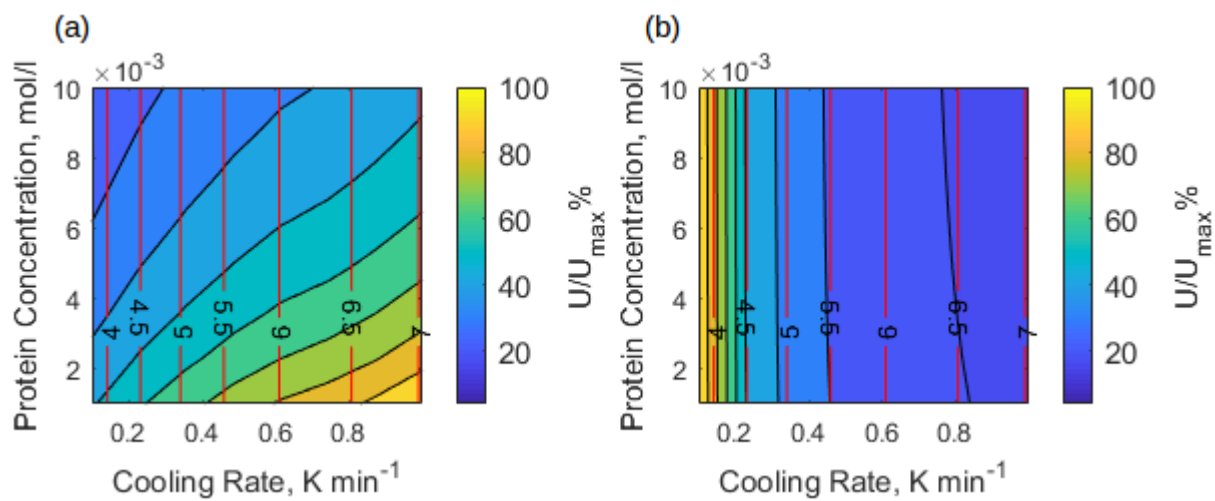 (a)
× 10⁻³
Protein Concentration, mol/l
10
8
6
4
2
0.2 0.4 0.6 0.8
Cooling Rate, K min⁻¹
4 4.5 5 5.5 6 6.5 7
100
80
60
40
20
U/Uₘₐₓ%
(b)
× 10⁻³
Protein Concentration, mol/l
10
8
6
4
2
0.2 0.4 0.6 0.8
Cooling Rate, K min⁻¹
4 4.5 5 5.5 6 6.5 7
100
80
60
40
20
U/Uₘₐₓ%